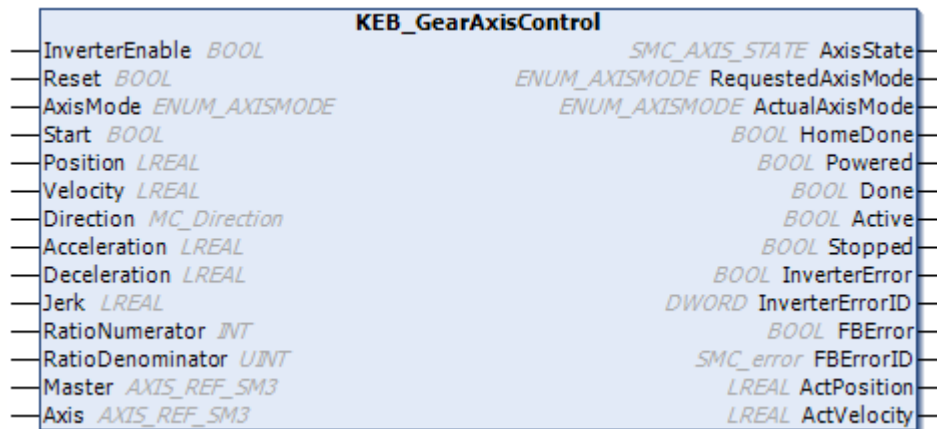 KEB_GearAxisControl
InverterEnable BOOL SMC_AXIS_STATE AxisState
Reset BOOL ENUM_AXISMODE RequestedAxisMode
AxisMode ENUM_AXISMODE ENUM_AXISMODE ActualAxisMode
Start BOOL BOOL HomeDone
Position LREAL BOOL Powered
Velocity LREAL BOOL Done
Direction MC_Direction BOOL Active
Acceleration LREAL BOOL Stopped
Deceleration LREAL BOOL InverterError
Jerk LREAL DWORD InverterErrorID
RatioNumerator INT BOOL FBError
RatioDenominator UINT SMC_error FBErrorID
Master AXIS_REF_SM3 LREAL ActPosition
Axis AXIS_REF_SM3 LREAL ActVelocity